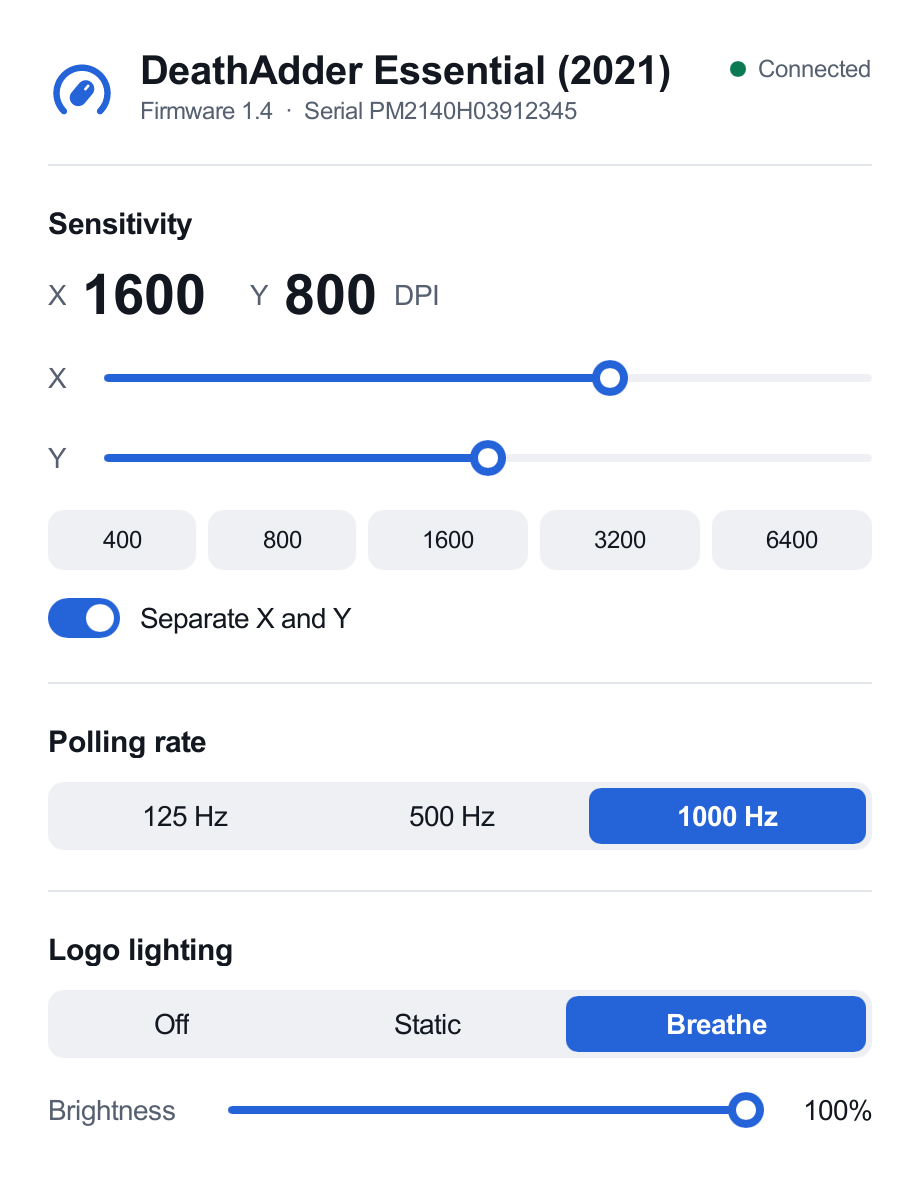 DeathAdder Essential (2021)
Connected
Firmware 1.4 · Serial PM2140H03912345
Sensitivity
X 1600 Y 800 DPI
X
Y
400 800 1600 3200 6400
Separate X and Y
Polling rate
125 Hz 500 Hz 1000 Hz
Logo lighting
Off Static Breathe
Brightness 100%